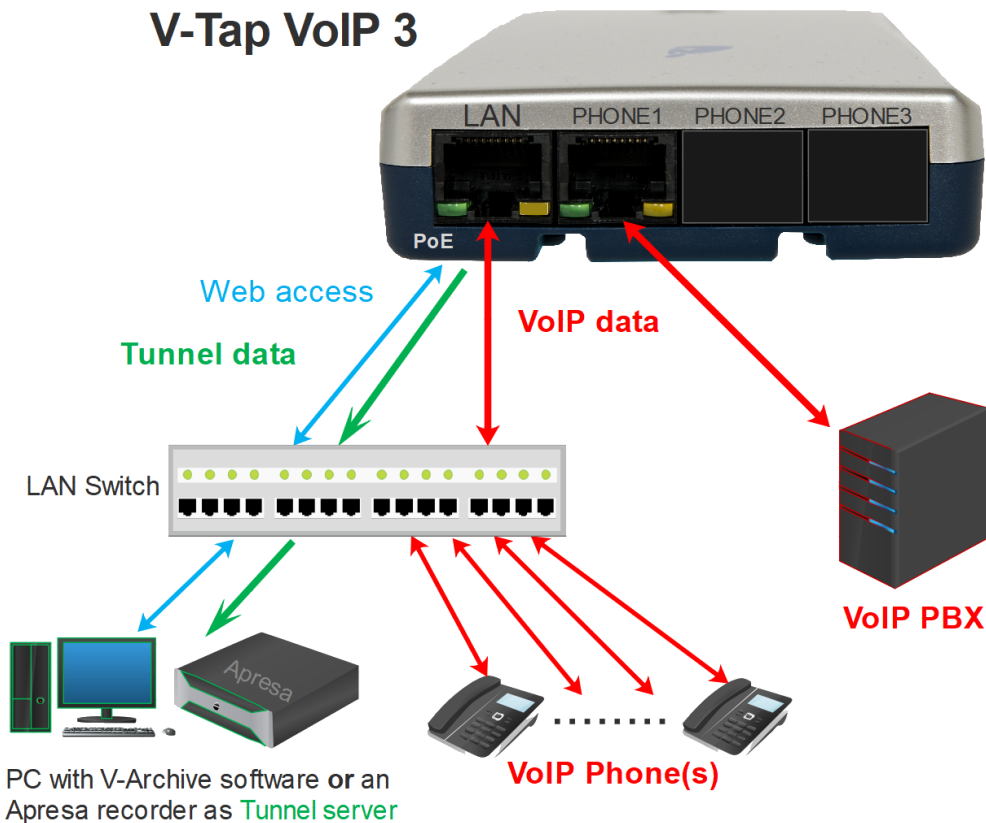 V-Tap VoIP 3
LAN PHONE1 PHONE2 PHONE3
PoE
Web access
VoIP data
Tunnel data
LAN Switch
VoIP PBX
Apresa
VoIP Phone(s)
PC with V-Archive software or an
Apresa recorder as Tunnel server